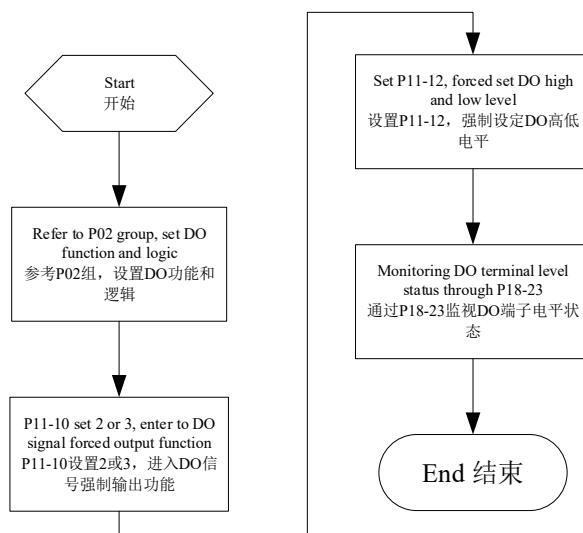 Start
开始
Refer to P02 group, set DO
function and logic
参考P02组，设置DO功能和
逻辑
P11-10 set 2 or 3, enter to DO
signal forced output function
P11-10设置2或3，进入DO信
号强制输出功能
Set P11-12, forced set DO high
and low level
设置P11-12，强制设定DO高低
电平
Monitoring DO terminal level
status through P18-23
通过P18-23监视DO端子电平状
态
End 结束